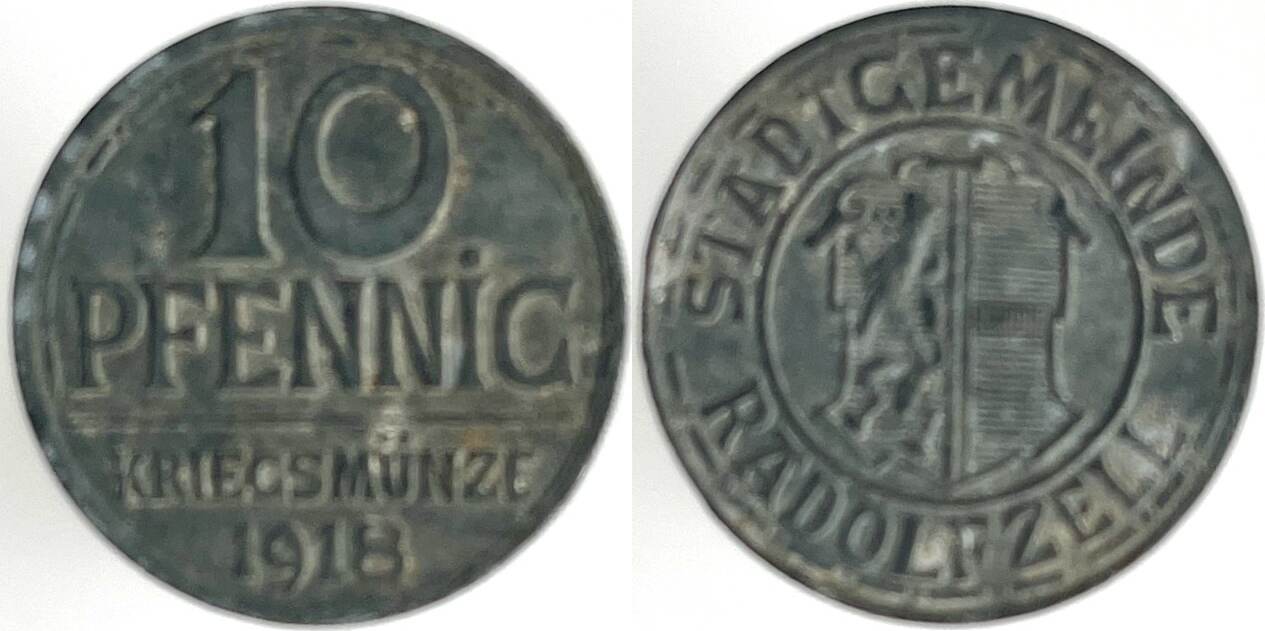 10
PFENNiG
KRIEGSMÜNZE
1918
STADTGEMEINDE
RADOLFZELL